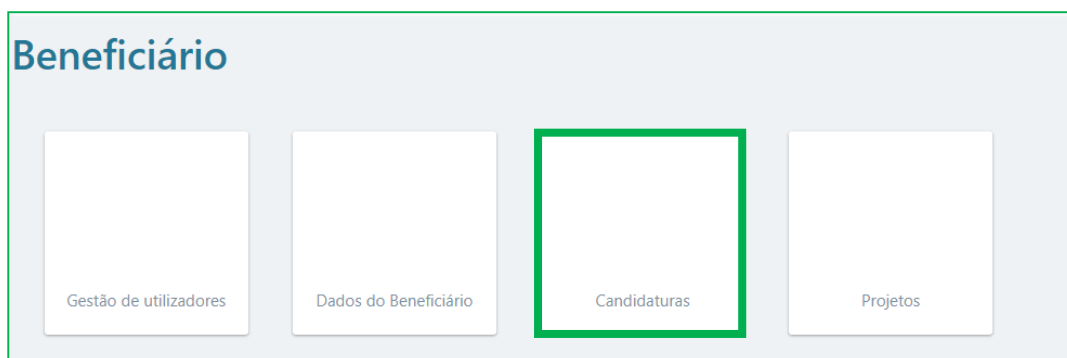 Beneficiário
Gestão de utilizadores
Dados do Beneficiário
Candidaturas
Projetos